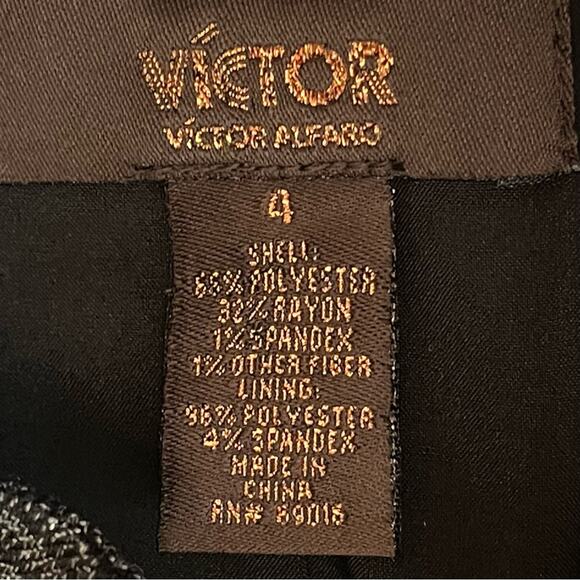 VÍCTOR
VÍCTOR ALFARO
4
SHELL:
66% POLYESTER
32% RAYON
1% SPANDEX
1% OTHER FIBER
LINING:
96% POLYESTER
4% SPANDEX
MADE IN
CHINA
RN#